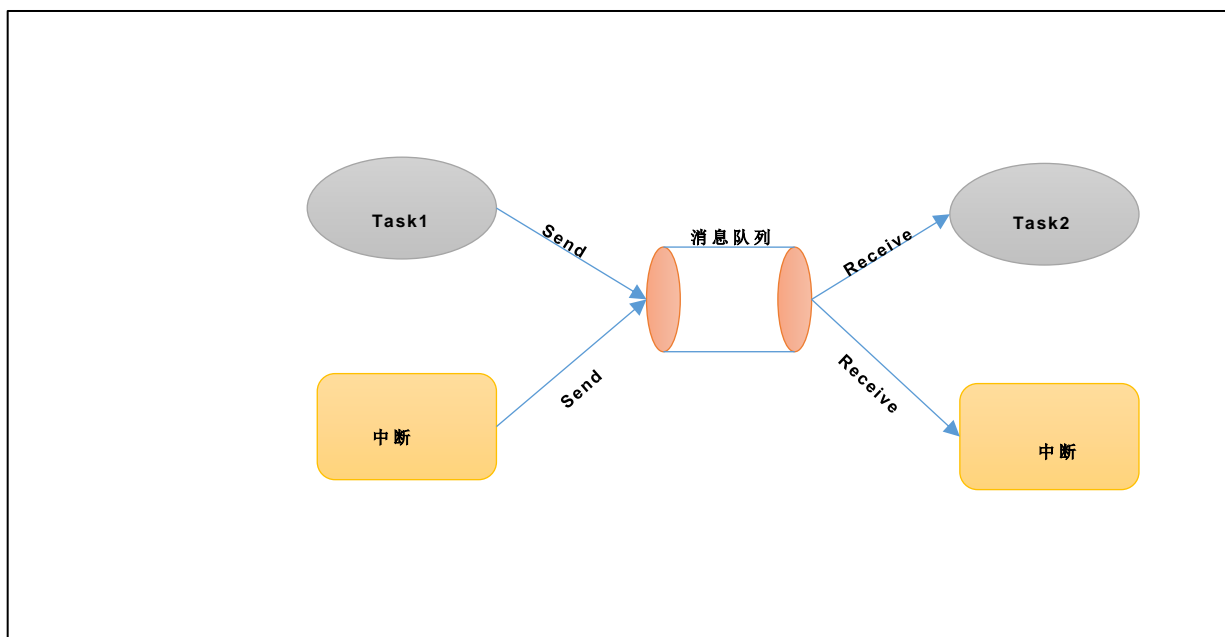 Task1
Send
消息队列
Receive
Task2
中断
Send
Receive
中断